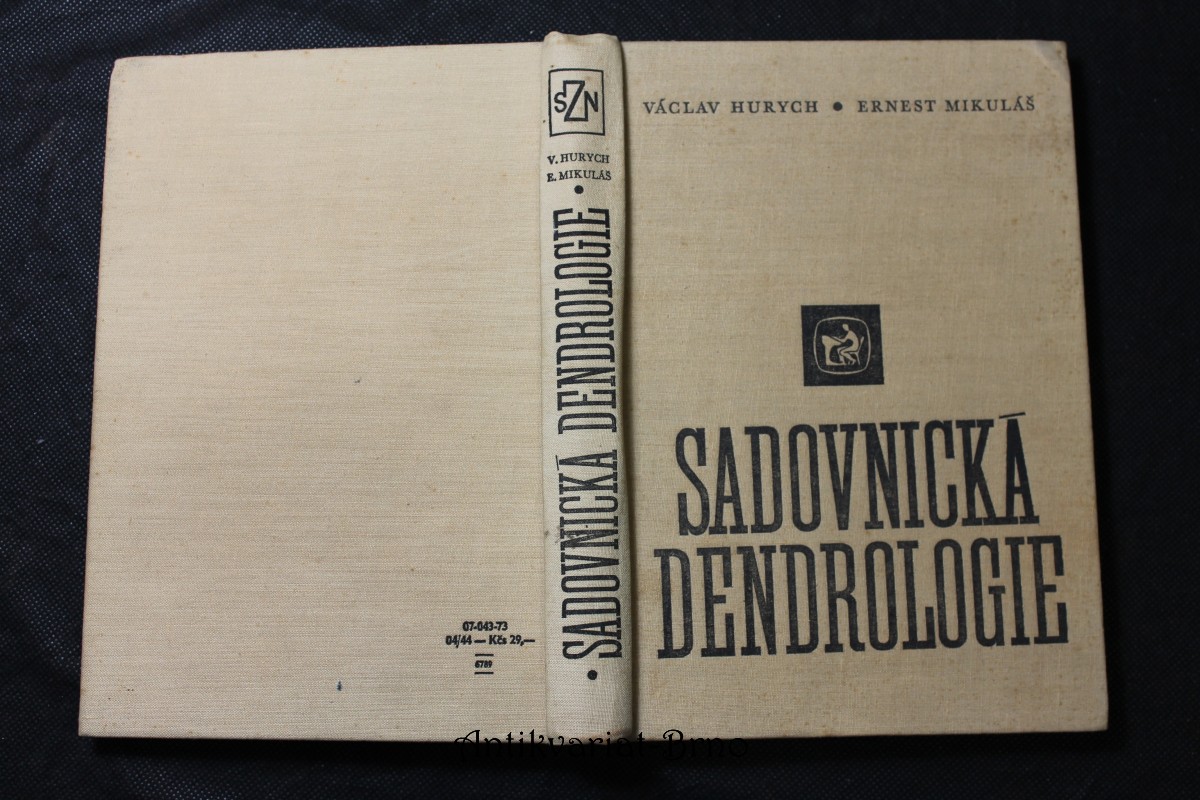 VÁCLAV HURYCH • ERNEST MIKULÁŠ
SADOVNICKÁ
DENDROLOGIE
SZN
V. HURYCH
E. MIKULÁŠ
• SADOVNICKÁ DENDROLOGIE •
07-043-73
04/44 — Kčs 29,—
6789
Antikvariat-Brno